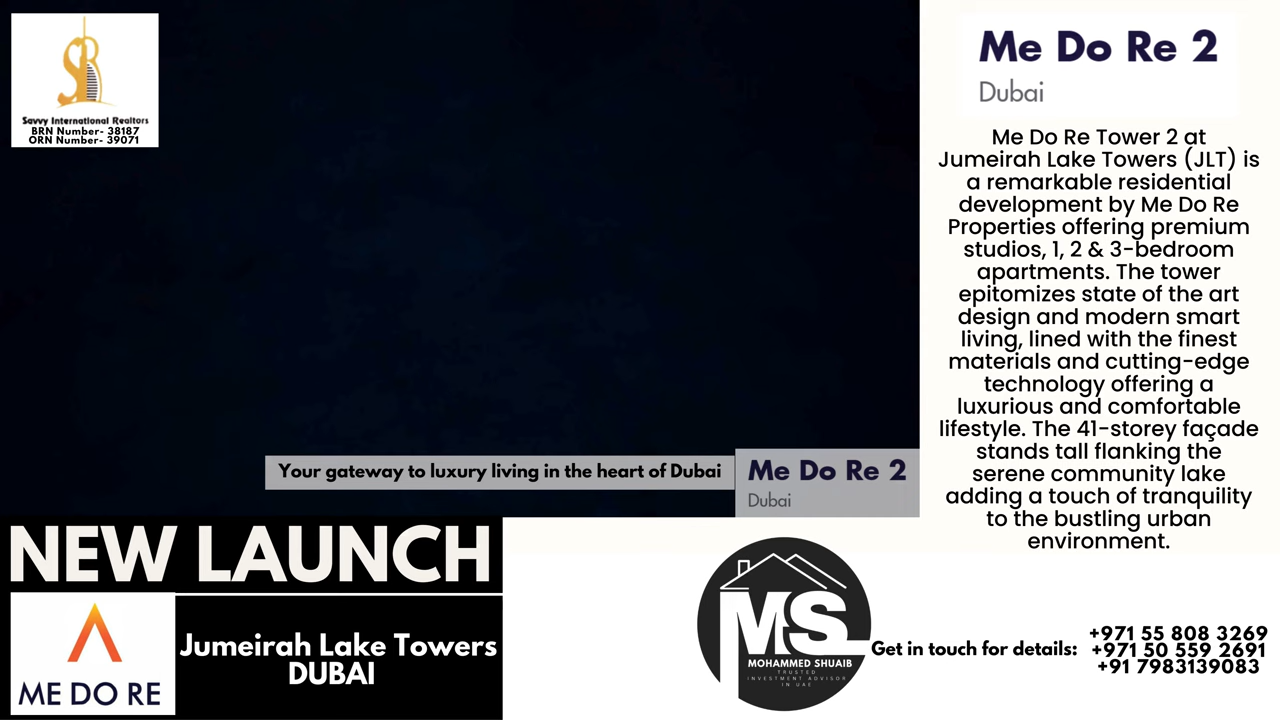 SR
Savvy International Realtors
BRN Number- 38187
ORN Number- 39071
Me Do Re 2
Dubai
Me Do Re Tower 2 at
Jumeirah Lake Towers (JLT) is
a remarkable residential
development by Me Do Re
Properties offering premium
studios, 1, 2 & 3-bedroom
apartments. The tower
epitomizes state of the art
design and modern smart
living, lined with the finest
materials and cutting-edge
technology offering a
luxurious and comfortable
lifestyle. The 41-storey façade
stands tall flanking the
serene community lake
adding a touch of tranquility
to the bustling urban
environment.
Your gateway to luxury living in the heart of Dubai
Me Do Re 2
Dubai
NEW LAUNCH
ME DO RE
Jumeirah Lake Towers
DUBAI
MS
MOHAMMED SHUAIB
TRUSTED
INVESTMENT ADVISOR
IN UAE
Get in touch for details:
+971 55 808 3269
+971 50 559 2691
+91 7983139083